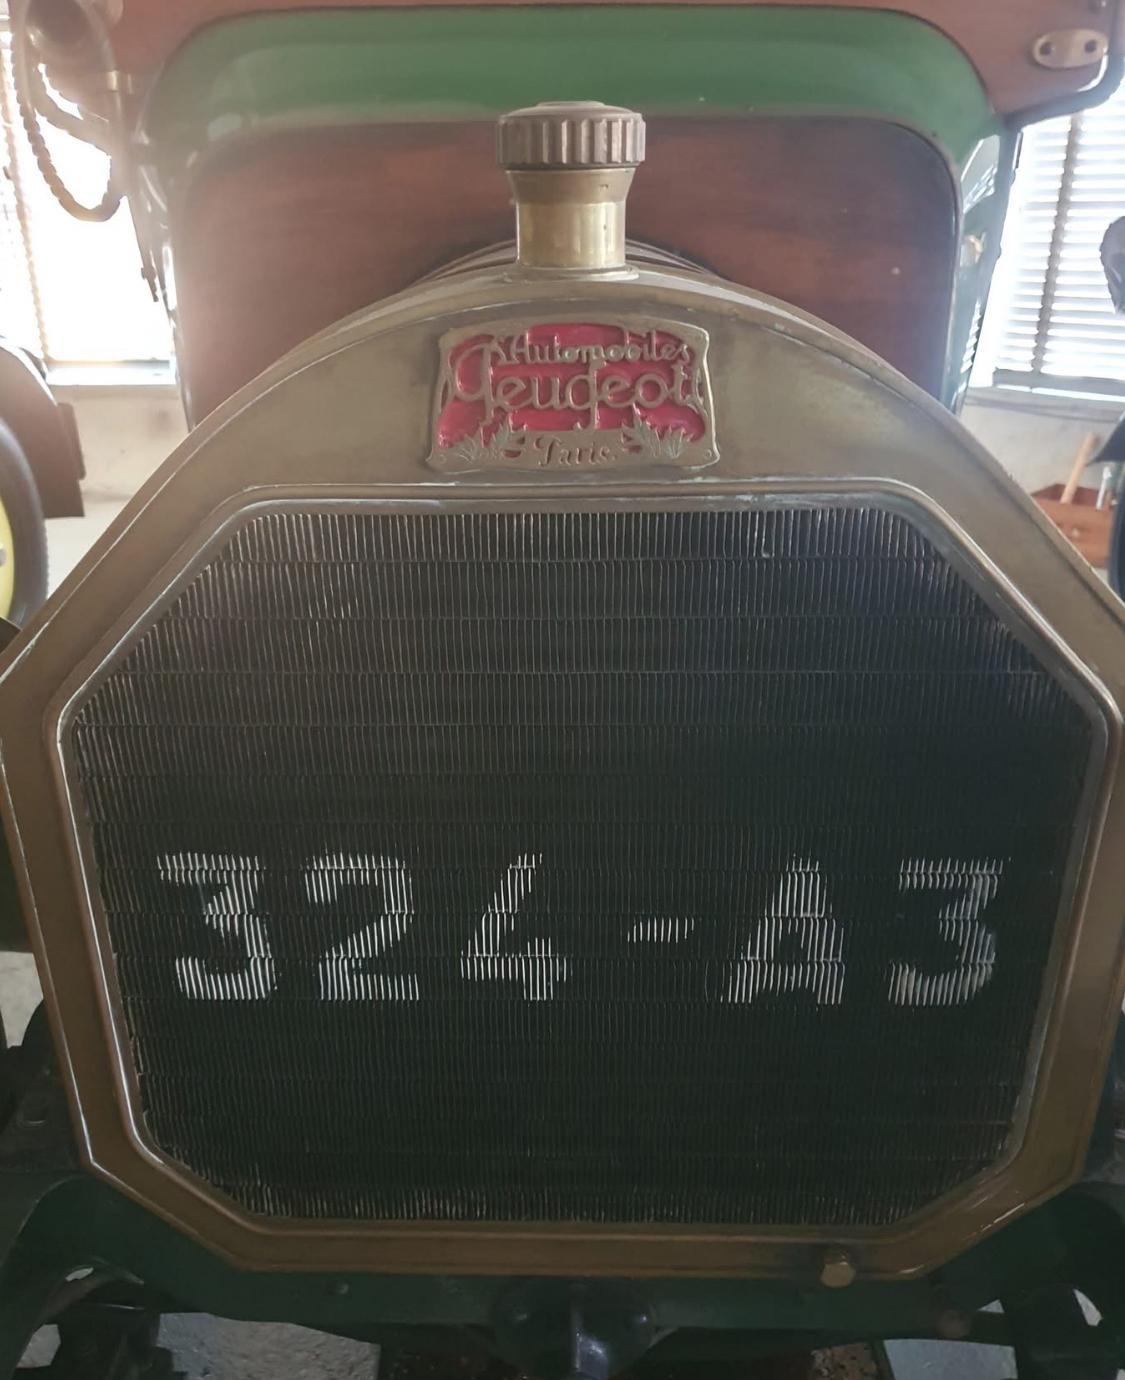 Automobiles
Peugeot
Paris
324-A3